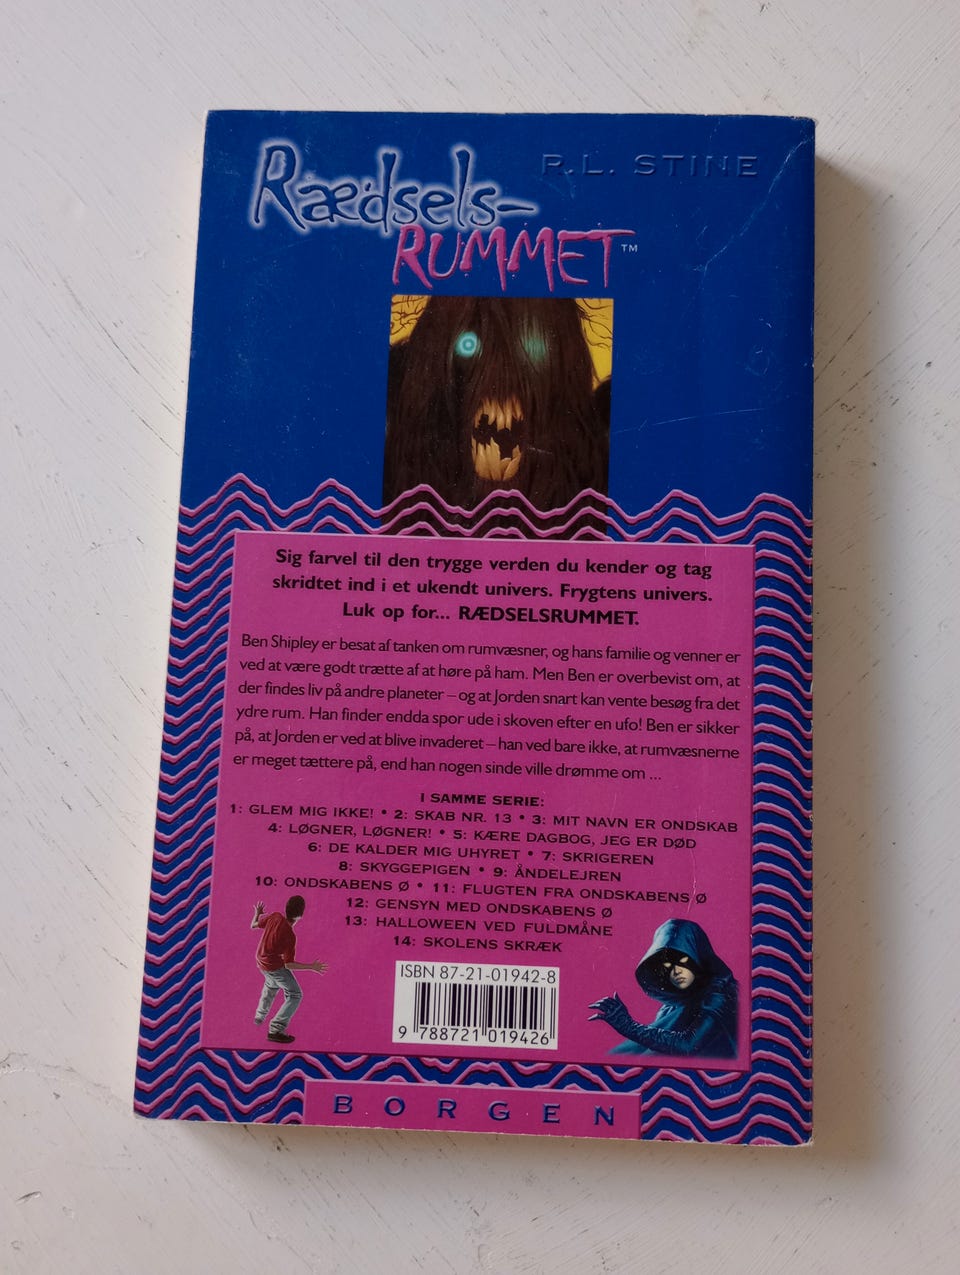 R.L. STINE
Rædsels-
RUMMET™
Sig farvel til den trygge verden du kender og tag
skridtet ind i et ukendt univers. Frygtens univers.
Luk op for... RÆDSELSRUMMET.
Ben Shipley er besat af tanken om rumvæsner, og hans familie og venner er
ved at være godt trætte af at høre på ham. Men Ben er overbevist om, at
der findes liv på andre planeter – og at Jorden snart kan vente besøg fra det
ydre rum. Han finder endda spor ude i skoven efter en ufo! Ben er sikker
på, at Jorden er ved at blive invaderet – han ved bare ikke, at rumvæsnerne
er meget tættere på, end han nogen sinde ville drømme om ...
I SAMME SERIE:
1: GLEM MIG IKKE! • 2: SKAB NR. 13 • 3: MIT NAVN ER ONDSKAB
4: LØGNER, LØGNER! • 5: KÆRE DAGBOG, JEG ER DØD
6: DE KALDER MIG UHYRET • 7: SKRIGEREN
8: SKYGGEPIGEN • 9: ÅNDELEJREN
10: ONDSKABENS Ø • 11: FLUGTEN FRA ONDSKABENS Ø
12: GENSYN MED ONDSKABENS Ø
13: HALLOWEEN VED FULDMÅNE
14: SKOLENS SKRÆK
ISBN 87-21-01942-8
9 788721 019426
BORGEN